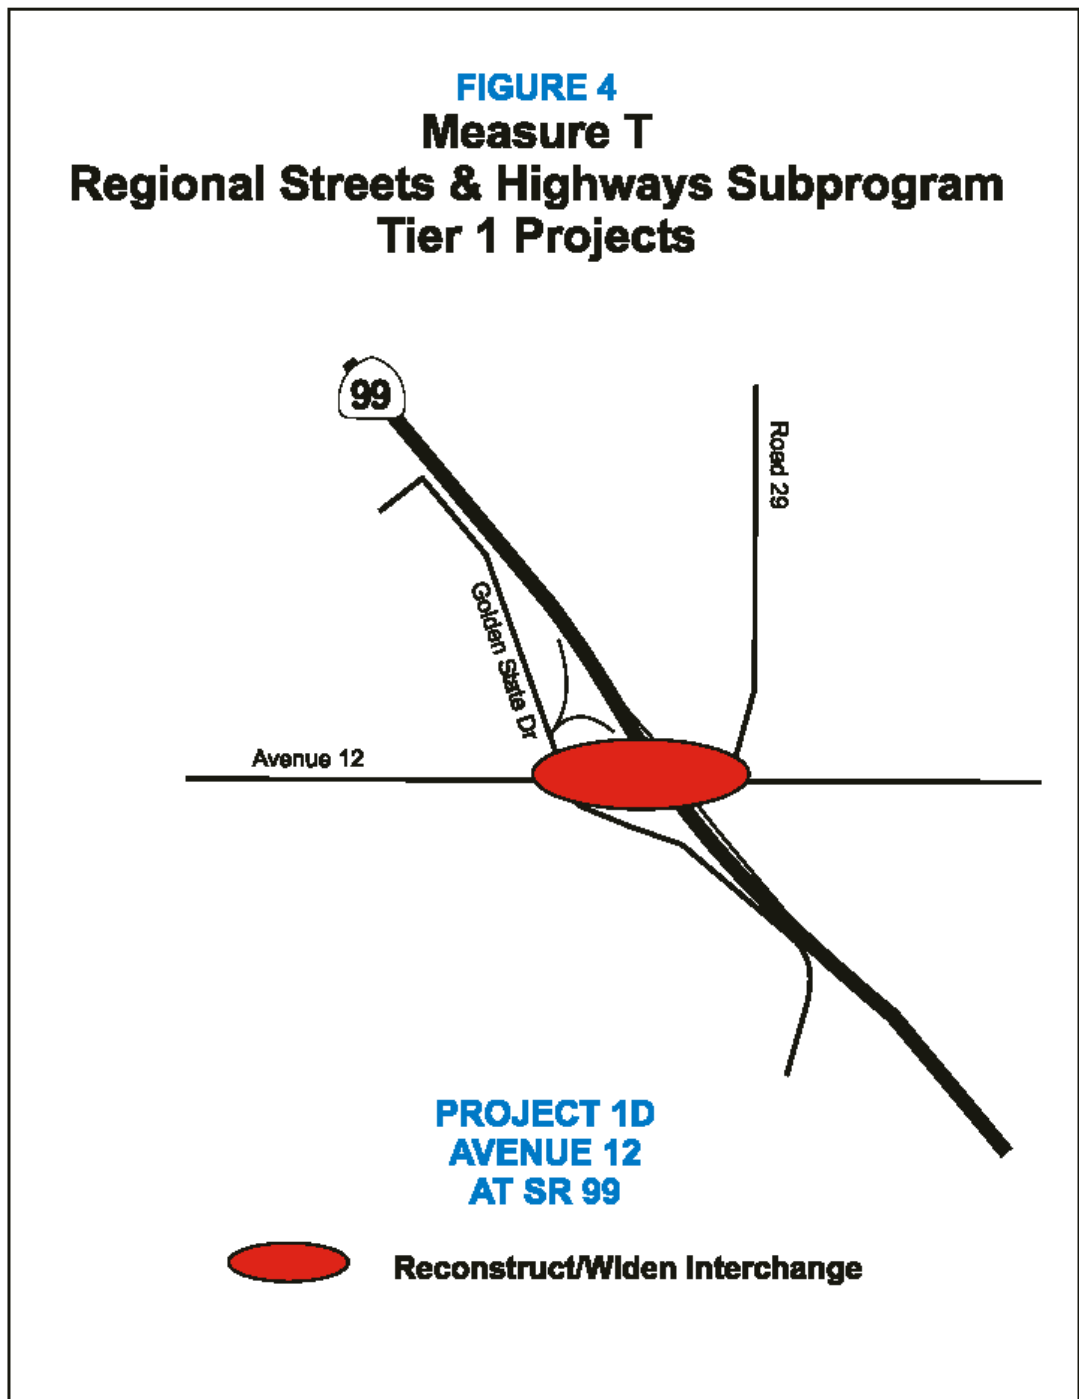 FIGURE 4
Measure T
Regional Streets & Highways Subprogram
Tier 1 Projects
99
Road 29
Golden State Dr
Avenue 12
PROJECT 1D
AVENUE 12
AT SR 99
Reconstruct/Widen Interchange